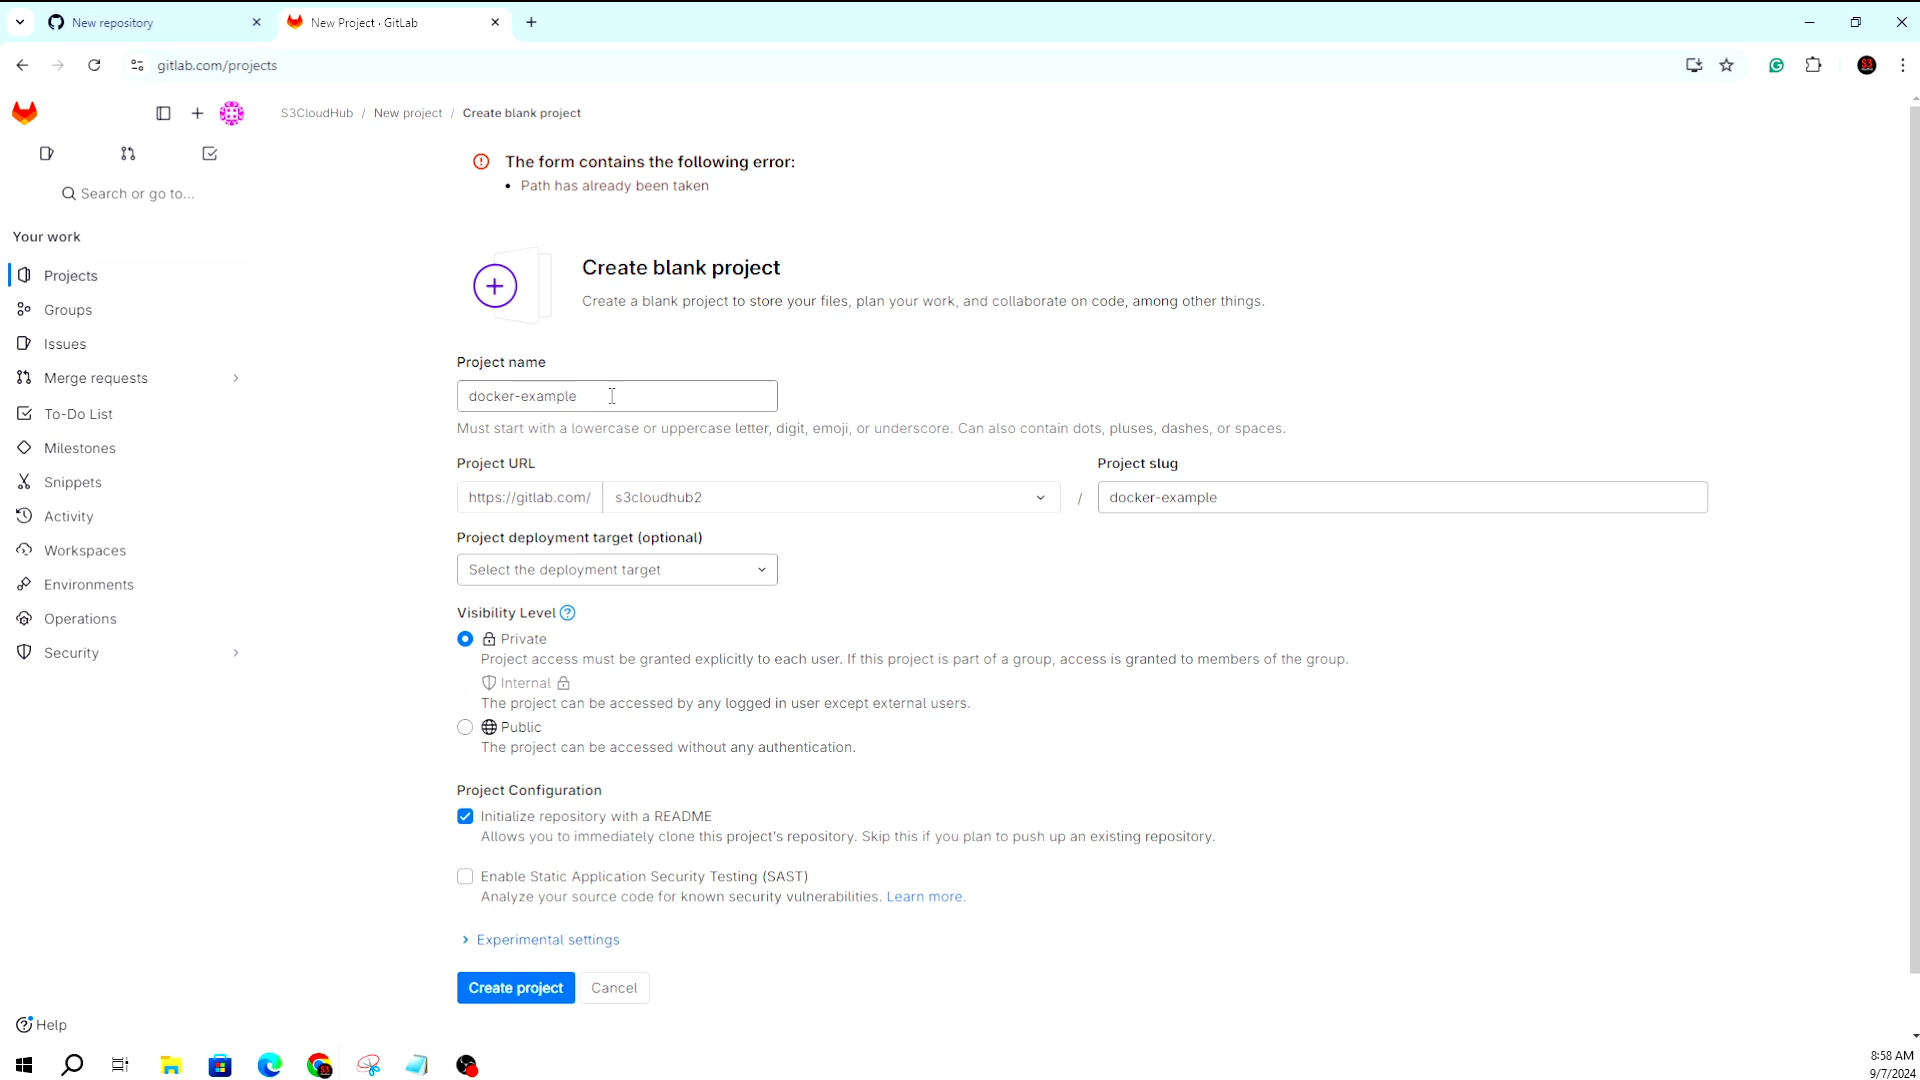 New repository
New Project · GitLab
gitlab.com/projects
S3CloudHub / New project / Create blank project
The form contains the following error:
• Path has already been taken
Search or go to...
Your work
Projects
Groups
Issues
Merge requests
To-Do List
Milestones
Snippets
Activity
Workspaces
Environments
Operations
Security
Help
Create blank project
Create a blank project to store your files, plan your work, and collaborate on code, among other things.
Project name
docker-example
Must start with a lowercase or uppercase letter, digit, emoji, or underscore. Can also contain dots, pluses, dashes, or spaces.
Project URL
Project slug
https://gitlab.com/ s3cloudhub2 / docker-example
Project deployment target (optional)
Select the deployment target
Visibility Level
Private
Project access must be granted explicitly to each user. If this project is part of a group, access is granted to members of the group.
Internal
The project can be accessed by any logged in user except external users.
Public
The project can be accessed without any authentication.
Project Configuration
Initialize repository with a README
Allows you to immediately clone this project's repository. Skip this if you plan to push up an existing repository.
Enable Static Application Security Testing (SAST)
Analyze your source code for known security vulnerabilities. Learn more.
Experimental settings
Create project
Cancel
8:58 AM
9/7/2024